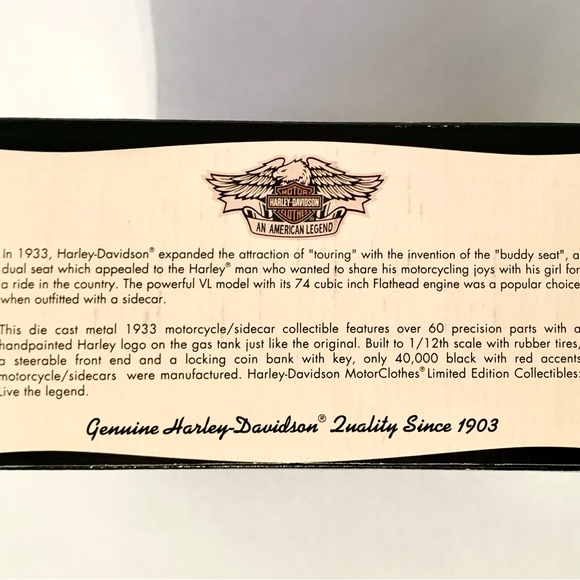 MOTOR
HARLEY-DAVIDSON
CLOTHES
AN AMERICAN LEGEND
In 1933, Harley-Davidson® expanded the attraction of "touring" with the invention of the "buddy seat", a
dual seat which appealed to the Harley® man who wanted to share his motorcycling joys with his girl for
a ride in the country. The powerful VL model with its 74 cubic inch Flathead engine was a popular choice
when outfitted with a sidecar.
This die cast metal 1933 motorcycle/sidecar collectible features over 60 precision parts with a
handpainted Harley logo on the gas tank just like the original. Built to 1/12th scale with rubber tires,
a steerable front end and a locking coin bank with key, only 40,000 black with red accents
motorcycle/sidecars were manufactured. Harley-Davidson MotorClothes® Limited Edition Collectibles:
Live the legend.
Genuine Harley-Davidson® Quality Since 1903